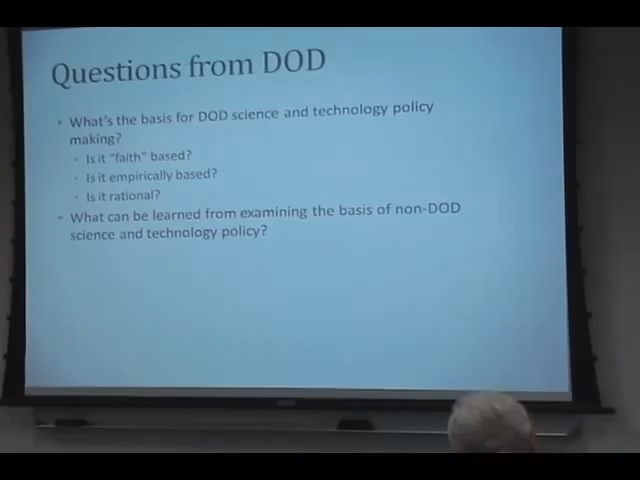 Questions from DOD
• What's the basis for DOD science and technology policy
making?
• Is it "faith" based?
• Is it empirically based?
• Is it rational?
• What can be learned from examining the basis of non-DOD
science and technology policy?